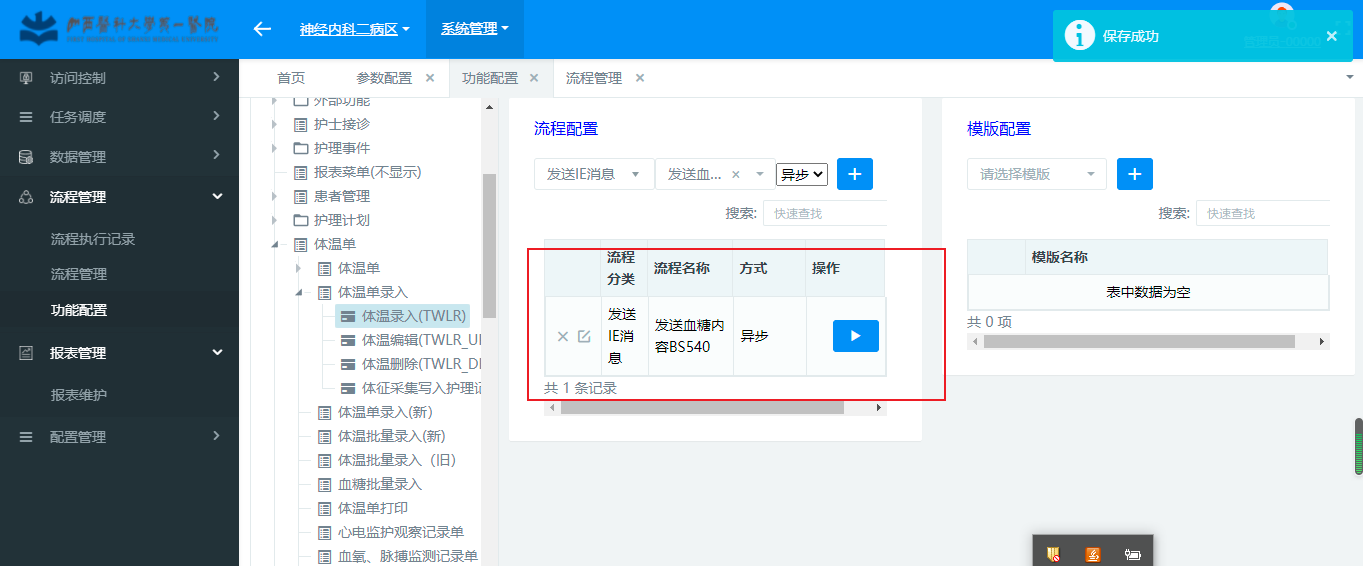 神经内科二病区
系统管理
保存成功
访问控制
任务调度
数据管理
流程管理
流程执行记录
流程管理
功能配置
报表管理
报表维护
配置管理
首页
参数配置
功能配置
流程管理
外部功能
护士接诊
护理事件
报表菜单(不显示)
患者管理
护理计划
体温单
体温单
体温单录入
体温录入(TWLR)
体温编辑(TWLR_U
体温删除(TWLR_D
体征采集写入护理记
体温单录入(新)
体温批量录入(新)
体温批量录入（旧）
血糖批量录入
体温单打印
心电监护观察记录单
血氧、脉搏监测记录单
流程配置
发送IE消息
发送血...
异步
搜索:
快速查找
流程分类
流程名称
方式
操作
发送IE消息
发送血糖内容BS540
异步
共 1 条记录
模版配置
请选择模版
搜索:
快速查找
模版名称
表中数据为空
共 0 项